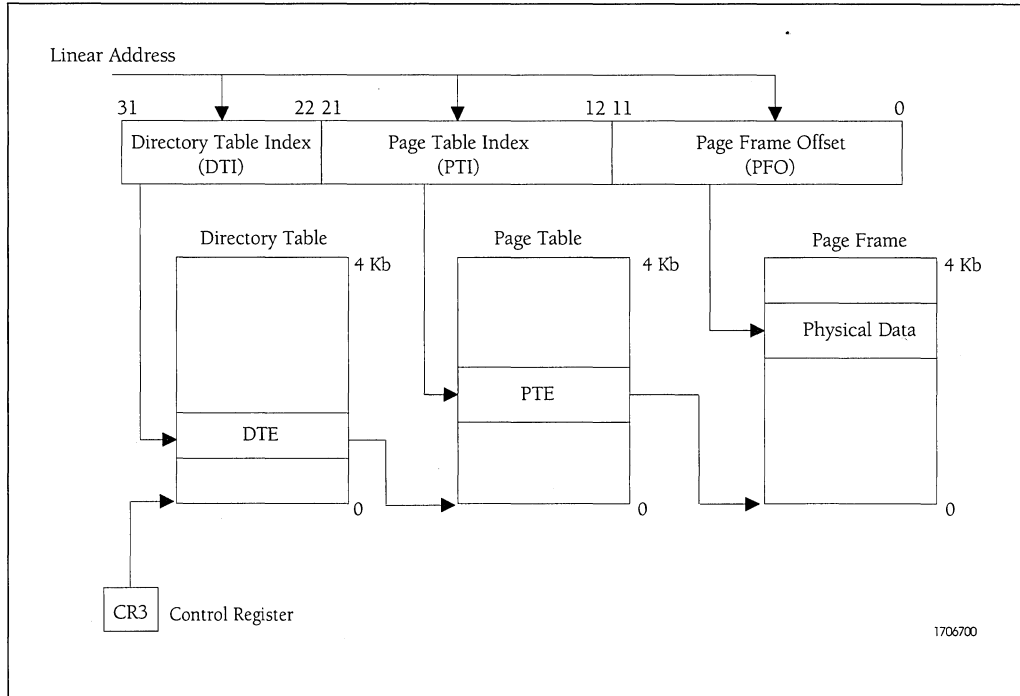 Linear Address
31 22 21 12 11 0
Directory Table Index Page Table Index Page Frame Offset
(DTI) (PTI) (PFO)
Directory Table Page Table Page Frame
4 Kb 4 Kb 4 Kb
Physical Data
PTE
DTE
0 0 0
CR3 Control Register
1706700